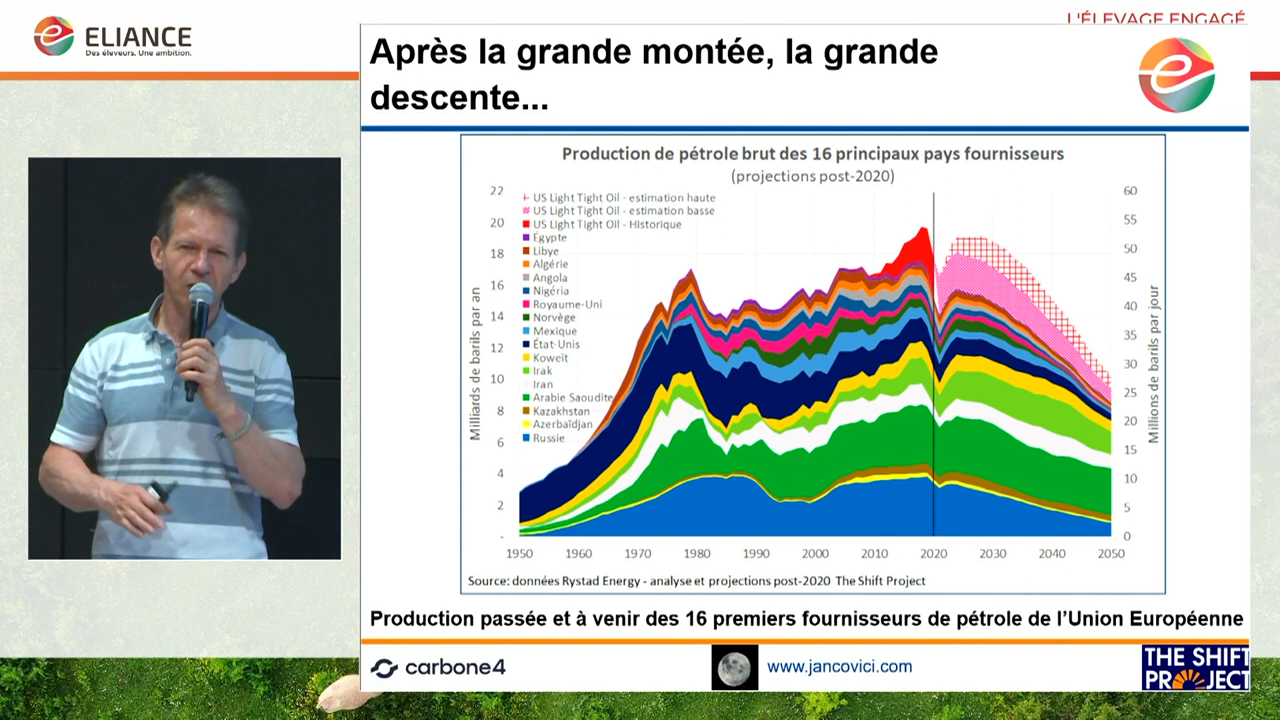 L'ÉLEVAGE ENGAGÉ
ELIANCE
Des éleveurs. Une ambition.
Après la grande montée, la grande
descente...
Production de pétrole brut des 16 principaux pays fournisseurs
(projections post-2020)
Milliards de barils par an
22
20
18
16
14
12
10
8
6
4
2
-
US Light Tight Oil - estimation haute
US Light Tight Oil - estimation basse
US Light Tight Oil - Historique
Égypte
Libye
Algérie
Angola
Nigéria
Royaume-Uni
Norvège
Mexique
État-Unis
Koweït
Irak
Iran
Arabie Saoudite
Kazakhstan
Azerbaïdjan
Russie
60
55
50
45
40
35
30
25
20
15
10
5
0
Millions de barils par jour
1950 1960 1970 1980 1990 2000 2010 2020 2030 2040 2050
Source: données Rystad Energy - analyse et projections post-2020 The Shift Project
Production passée et à venir des 16 premiers fournisseurs de pétrole de l'Union Européenne
carbone4
www.jancovici.com
THE SHIFT
PROJECT